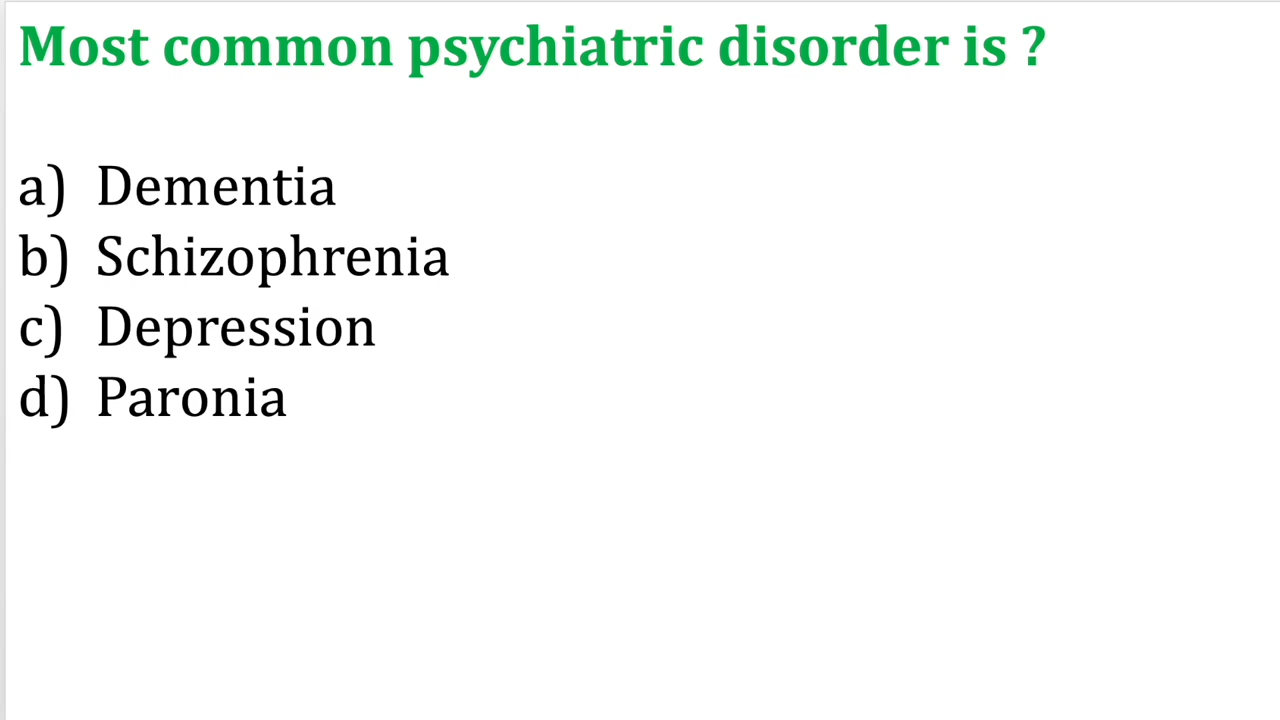 Most common psychiatric disorder is ?
a) Dementia
b) Schizophrenia
c) Depression
d) Paronia